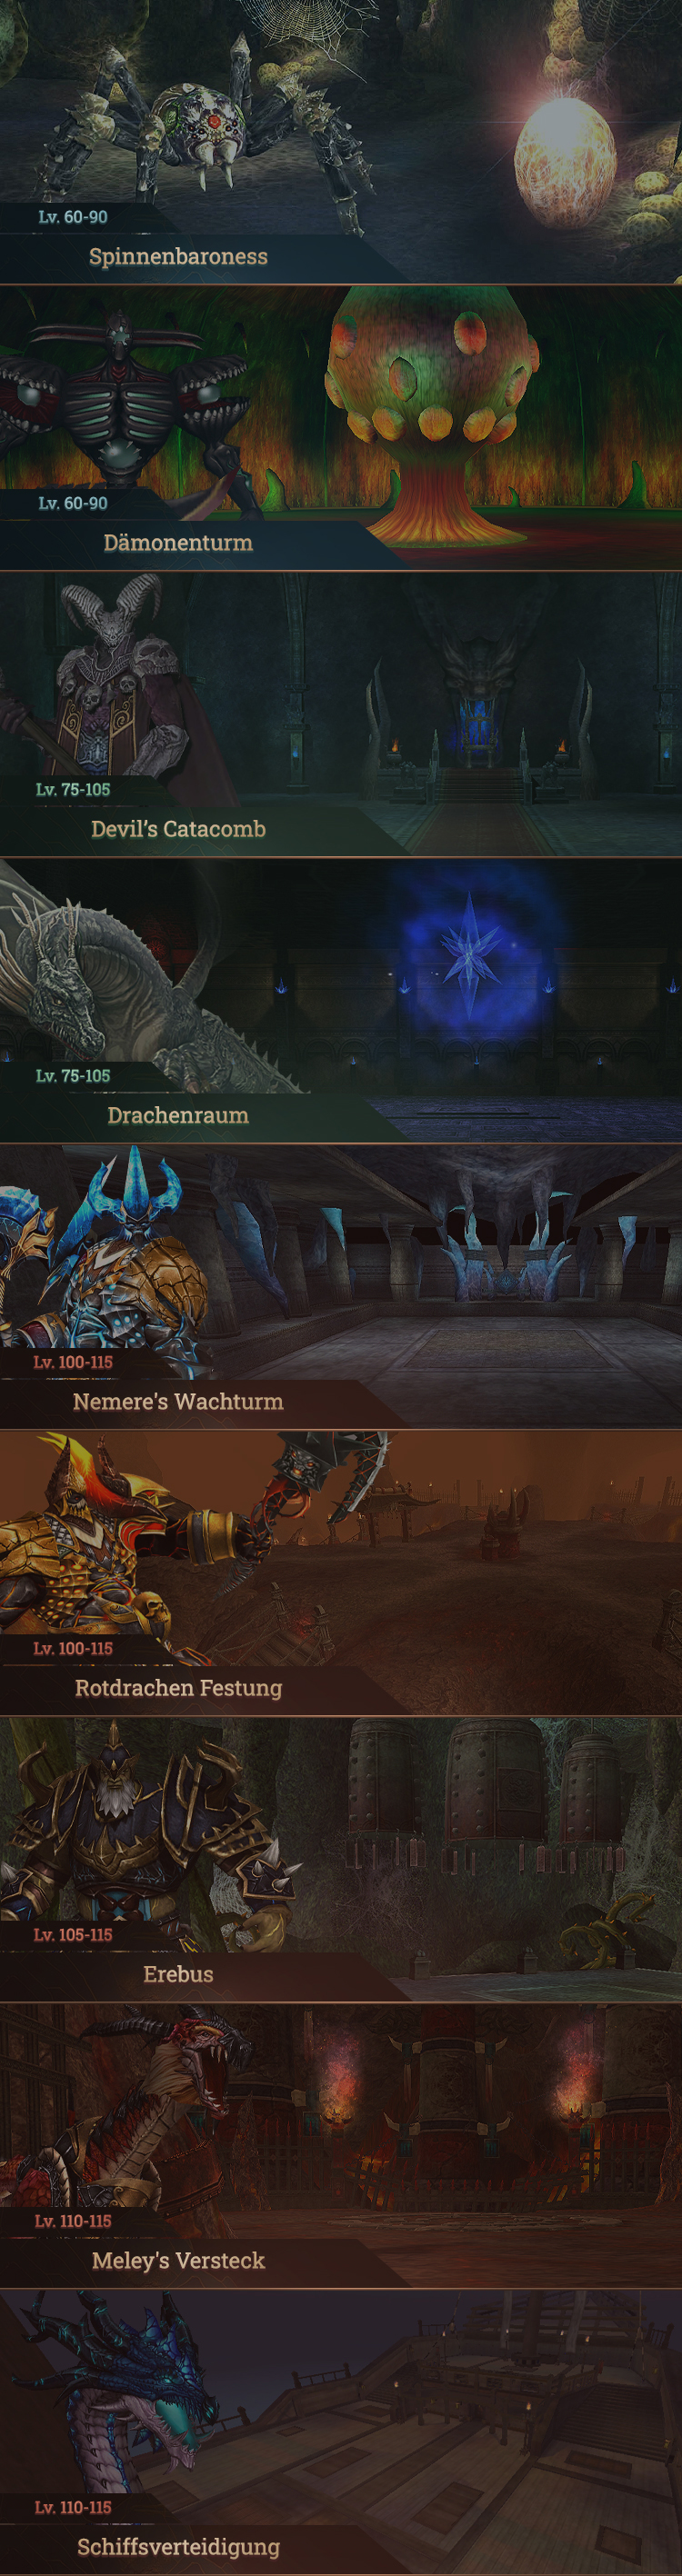 Lv. 60-90
Spinnenbaroness
Lv. 60-90
Dämonenturm
Lv. 75-105
Devil’s Catacomb
Lv. 75-105
Drachenraum
Lv. 100-115
Nemere's Wachturm
Lv. 100-115
Rotdrachen Festung
Lv. 105-115
Erebus
Lv. 110-115
Meley's Versteck
Lv. 110-115
Schiffsverteidigung